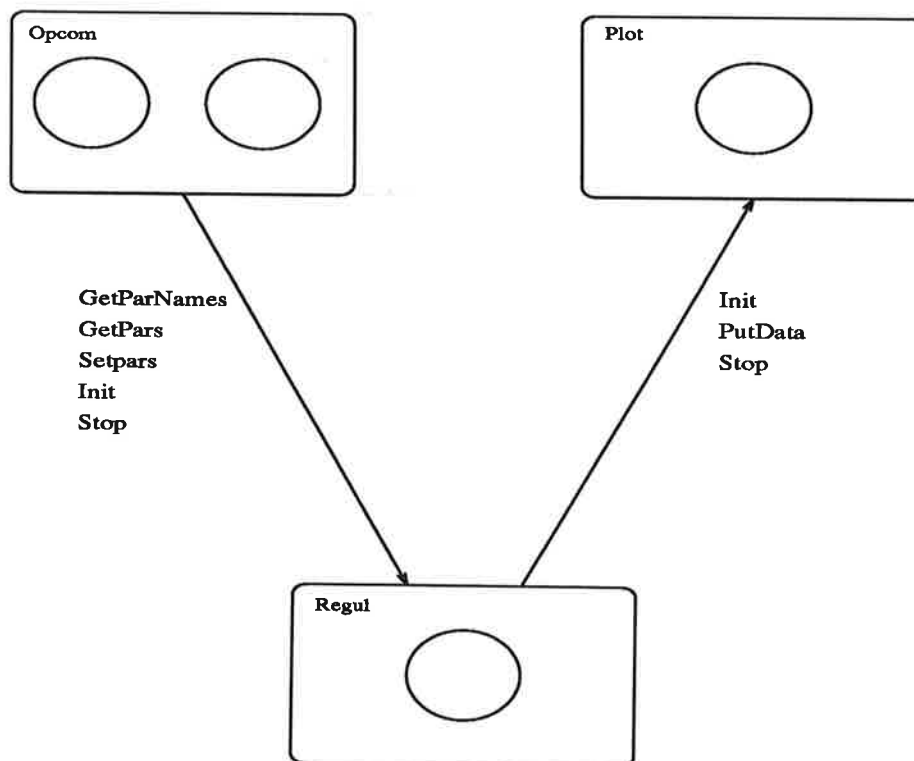 Opcom
Plot
GetParNames
GetPars
Setpars
Init
Stop
Init
PutData
Stop
Regul